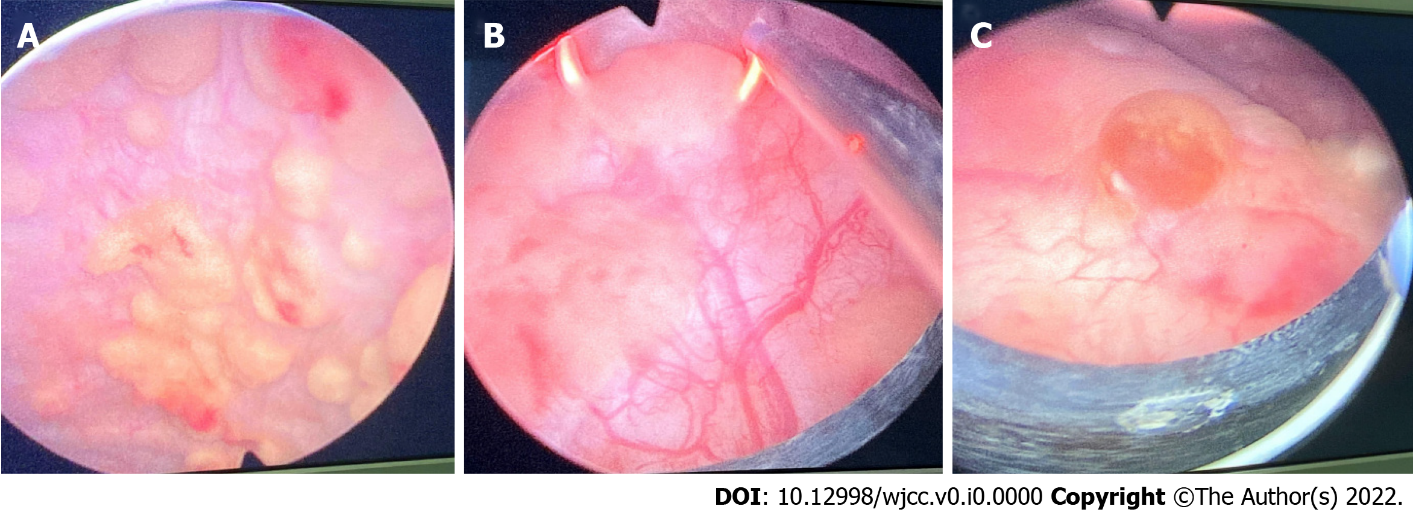 A
B
C
DOI: 10.12998/wjcc.v0.i0.0000 Copyright ©The Author(s) 2022.